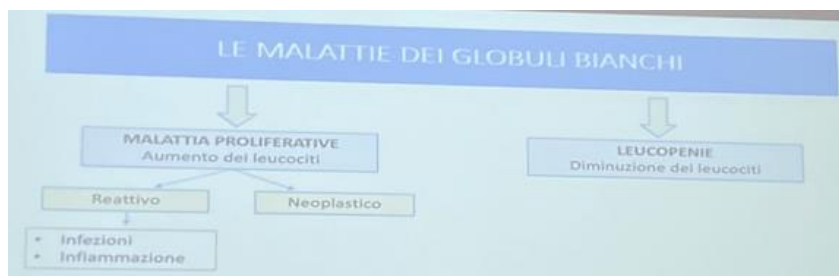 LE MALATTIE DEI GLOBULI BIANCHI
MALATTIA PROLIFERATIVE
Aumento dei leucociti
LEUCOPENIE
Diminuzione dei leucociti
Reattivo
Neoplastico
• Infezioni
• Infiammazione